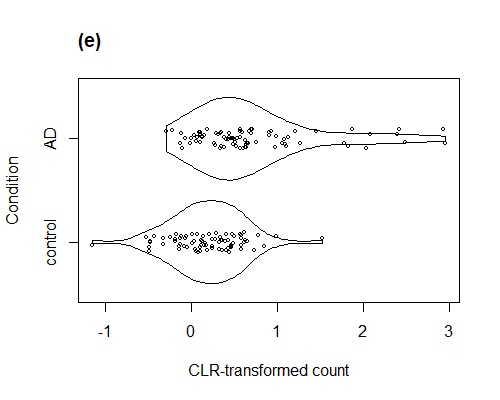 (e)
Condition
AD
control
-1 0 1 2 3
CLR-transformed count